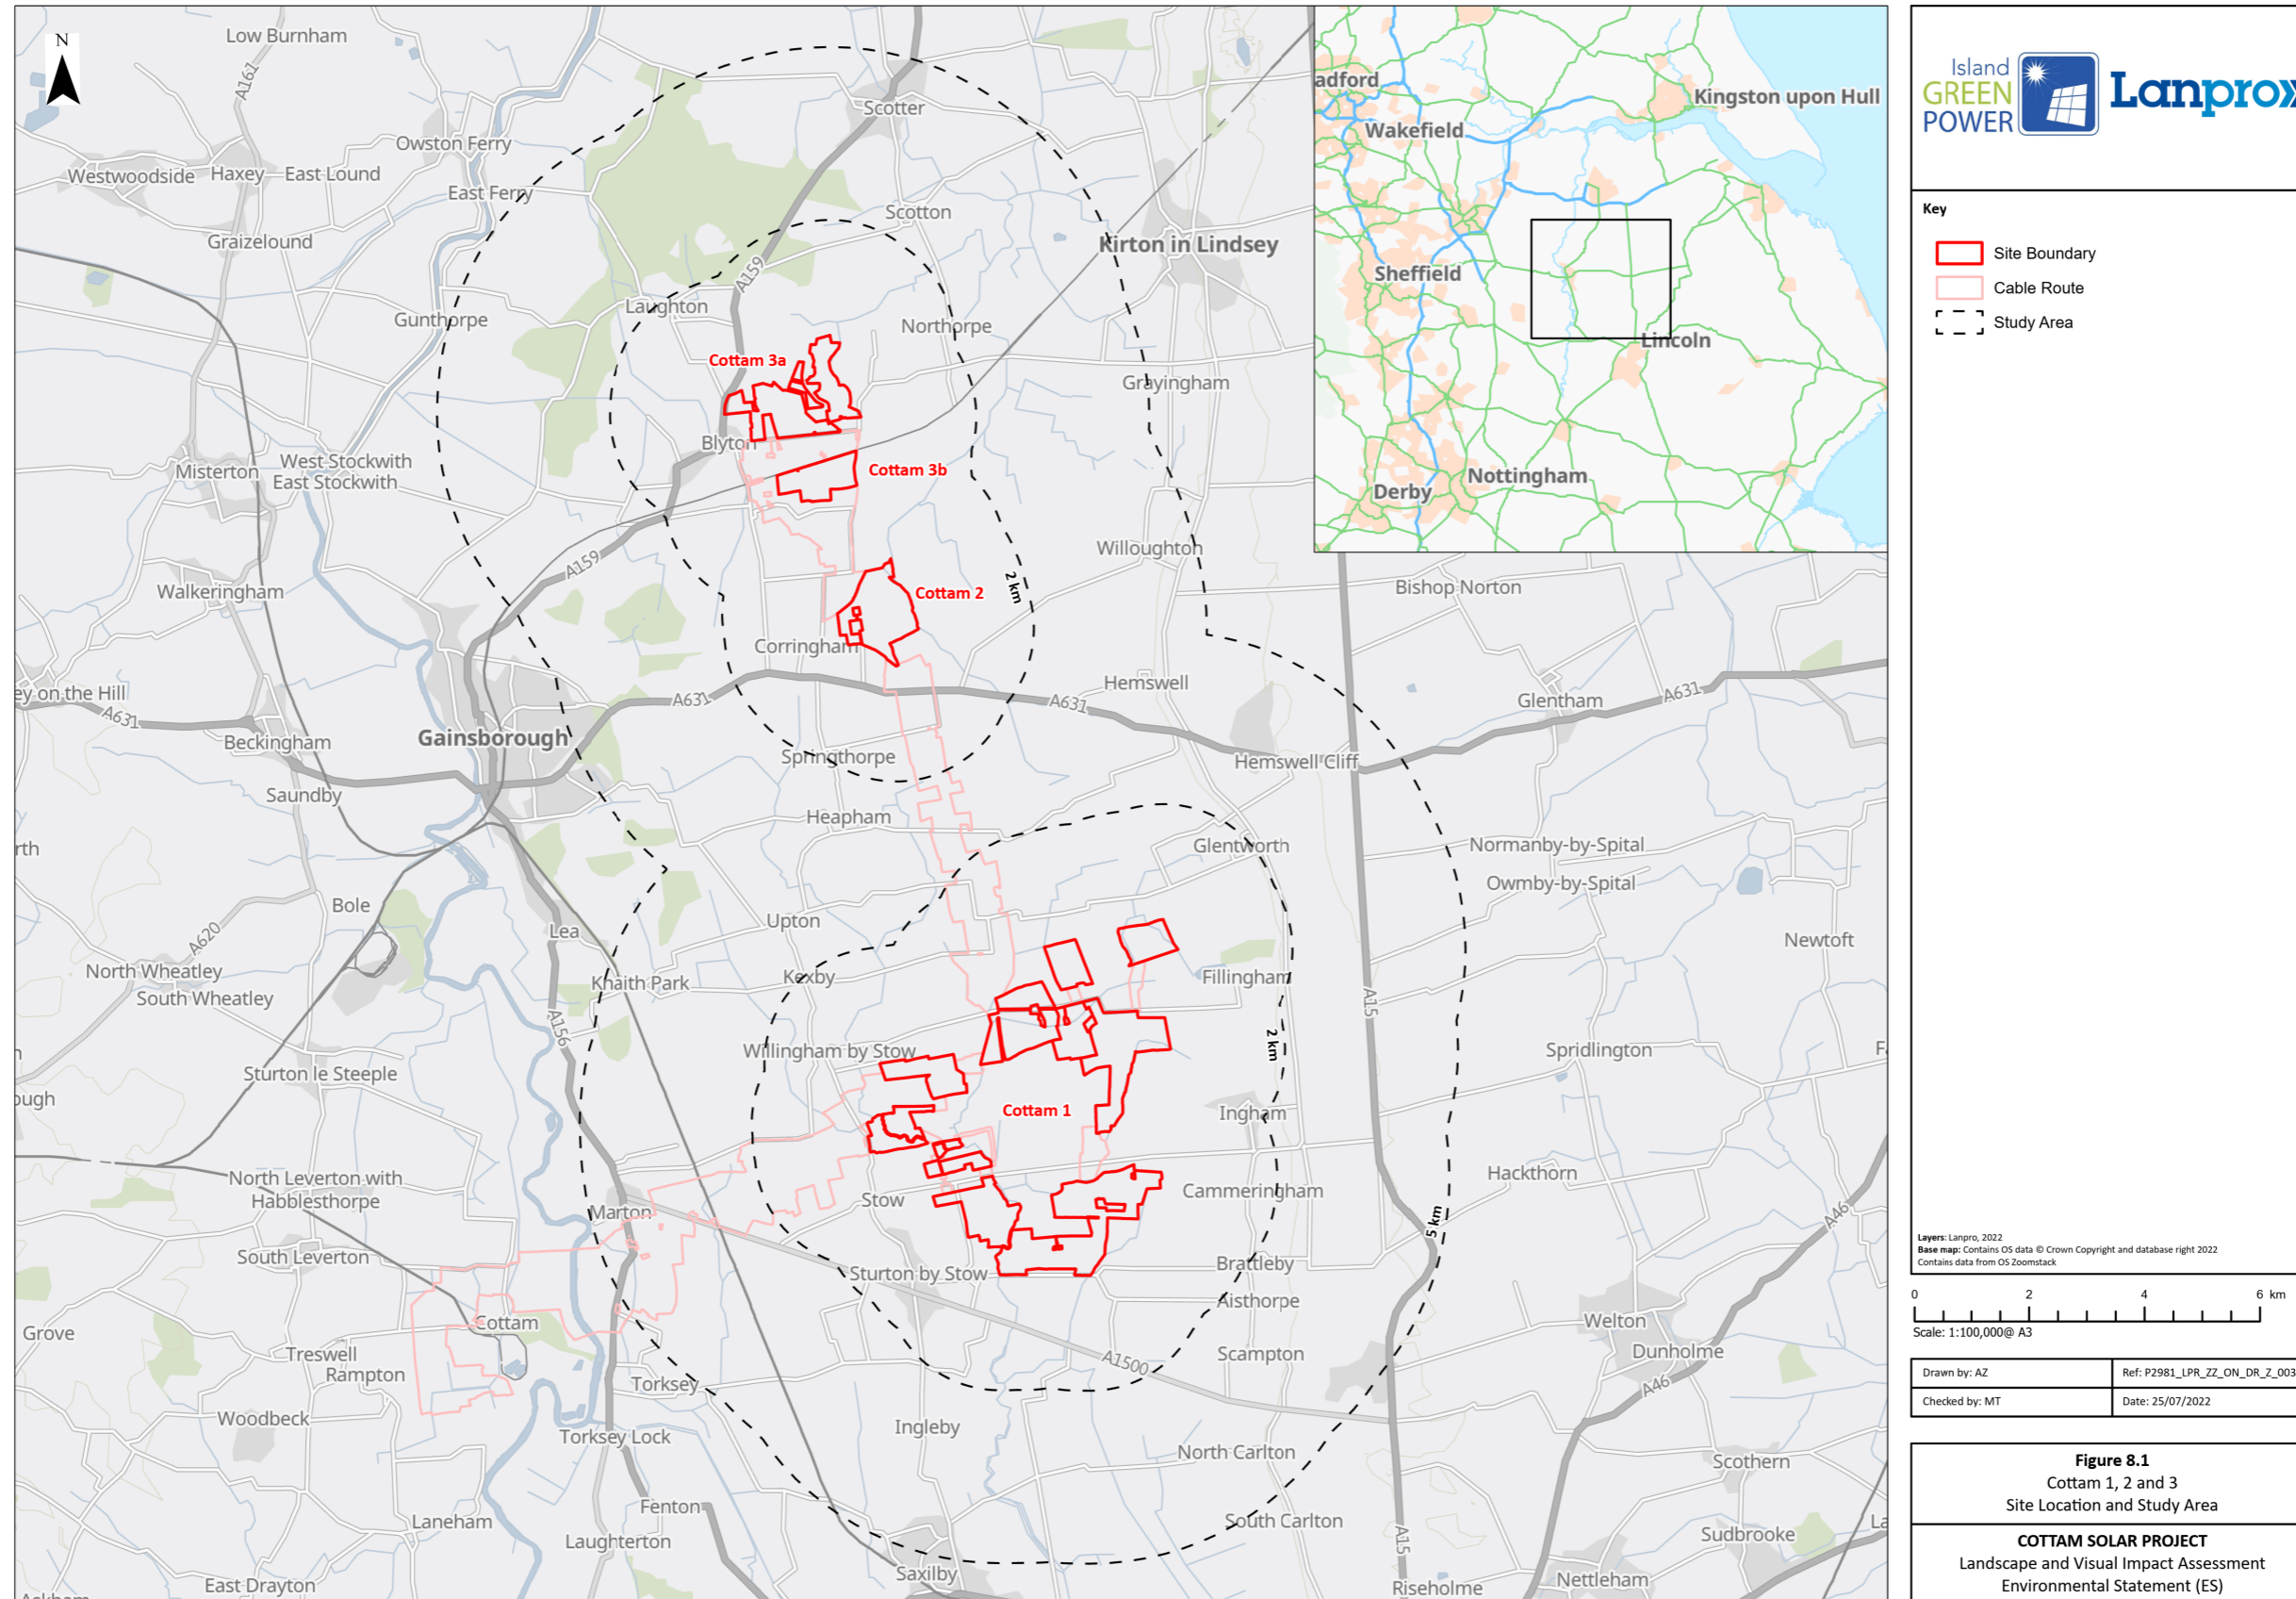 N
Low Burnham
A161
Scotter
Owston Ferry
Westwoodside
Haxey
East Lound
East Ferry
Scotton
Graizelound
Kirton in Lindsey
A159
Laughton
Gunthorpe
Northorpe
Cottam 3a
Grayingham
Blyton
West Stockwith
Misterton
Cottam 3b
East Stockwith
Willoughton
A159
2 km
Cottam 2
Walkeringham
Bishop Norton
Corringham
ey on the Hill
A631
A631
Hemswell
A631
Glentham
A631
Gainsborough
Beckingham
Springthorpe
Hemswell Cliff
Saundby
Heapham
rth
Glentworth
Normanby-by-Spital
Owmby-by-Spital
Bole
Upton
Lea
A620
Newtoft
North Wheatley
Kexby
Knaith Park
Fillingham
South Wheatley
A15
A156
2 km
Willingham by Stow
Spridlington
Sturton le Steeple
ough
Cottam 1
Ingham
North Leverton with
Habblesthorpe
Hackthorn
Stow
Cammeringham
Marton
5 km
A46
South Leverton
Sturton by Stow
Brattleby
Aisthorpe
Cottam
Welton
Grove
Treswell
Rampton
A1500
Scampton
Dunholme
Torksey
A46
Woodbeck
Ingleby
Torksey Lock
North Carlton
Scothern
Fenton
Laneham
Laughterton
South Carlton
A15
Sudbrooke
La
Saxilby
East Drayton
Riseholme
Nettleham
adford
Kingston upon Hull
Wakefield
Sheffield
Lincoln
Nottingham
Derby
Island
GREEN
POWER
Lanpro
Key
Site Boundary
Cable Route
Study Area
Layers: Lanpro, 2022
Base map: Contains OS data © Crown Copyright and database right 2022
Contains data from OS Zoomstack
0 2 4 6 km
Scale: 1:100,000@ A3
Drawn by: AZ
Ref: P2981_LPR_ZZ_ON_DR_Z_003
Checked by: MT
Date: 25/07/2022
Figure 8.1
Cottam 1, 2 and 3
Site Location and Study Area
COTTAM SOLAR PROJECT
Landscape and Visual Impact Assessment
Environmental Statement (ES)